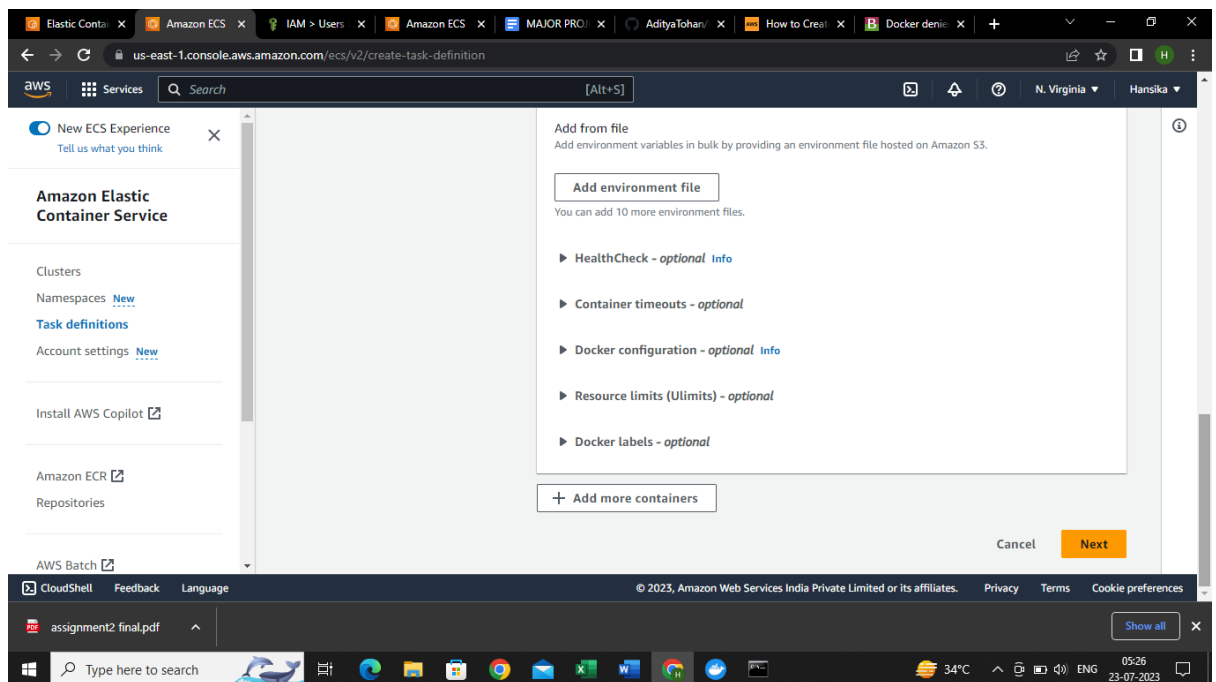 Elastic Contai
Amazon ECS
IAM > Users
Amazon ECS
MAJOR PROJ
AdityaTohan/
How to Creat
Docker denie
us-east-1.console.aws.amazon.com/ecs/v2/create-task-definition
H
aws
Services
Search
[Alt+S]
N. Virginia
Hansika
New ECS Experience
Tell us what you think
Amazon Elastic
Container Service
Clusters
Namespaces New
Task definitions
Account settings New
Install AWS Copilot
Amazon ECR
Repositories
AWS Batch
Add from file
Add environment variables in bulk by providing an environment file hosted on Amazon S3.
Add environment file
You can add 10 more environment files.
HealthCheck - optional Info
Container timeouts - optional
Docker configuration - optional Info
Resource limits (Ulimits) - optional
Docker labels - optional
+ Add more containers
Cancel
Next
CloudShell
Feedback
Language
© 2023, Amazon Web Services India Private Limited or its affiliates.
Privacy
Terms
Cookie preferences
PDF
assignment2 final.pdf
Show all
Type here to search
34°C
ENG
05:26
23-07-2023